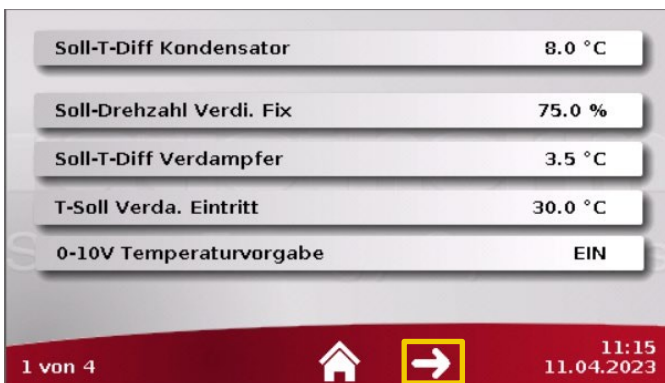 Soll-T-Diff Kondensator 8.0 °C
Soll-Drehzahl Verdi. Fix 75.0 %
Soll-T-Diff Verdampfer 3.5 °C
T-Soll Verda. Eintritt 30.0 °C
0-10V Temperaturvorgabe EIN
1 von 4
11:15
11.04.2023